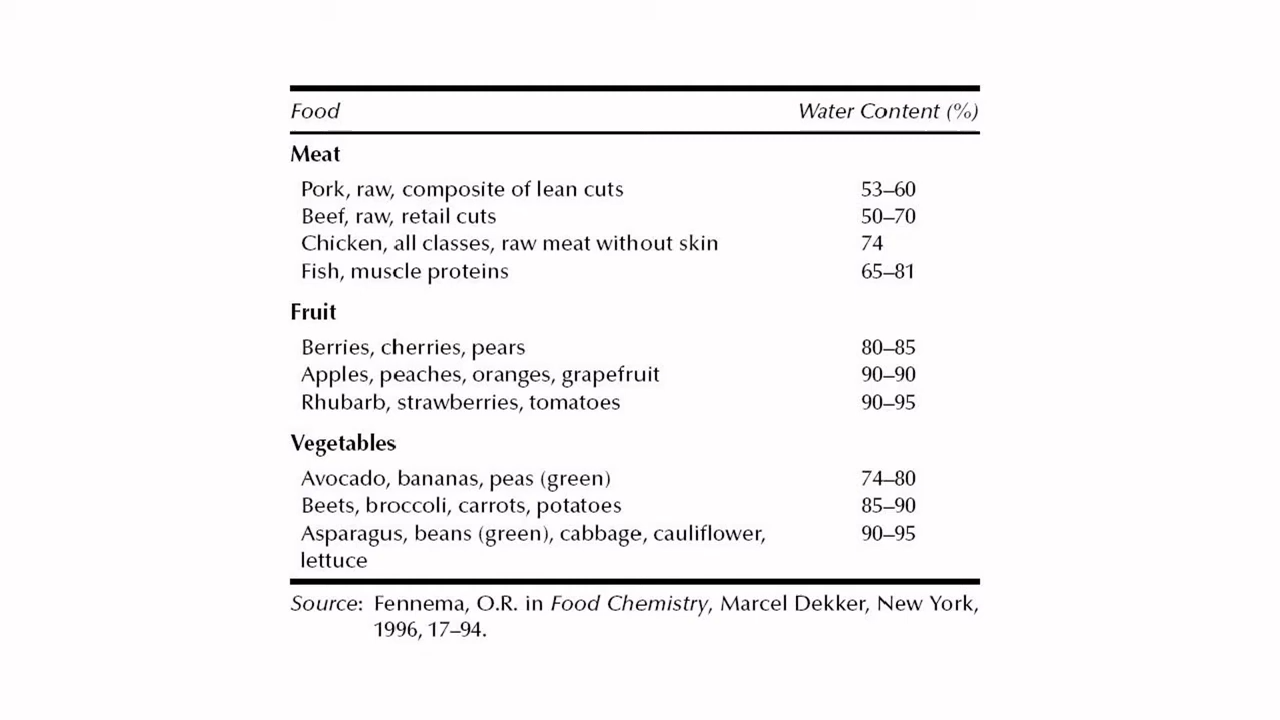 Food Water Content (%)
Meat
Pork, raw, composite of lean cuts 53–60
Beef, raw, retail cuts 50–70
Chicken, all classes, raw meat without skin 74
Fish, muscle proteins 65–81
Fruit
Berries, cherries, pears 80–85
Apples, peaches, oranges, grapefruit 90–90
Rhubarb, strawberries, tomatoes 90–95
Vegetables
Avocado, bananas, peas (green) 74–80
Beets, broccoli, carrots, potatoes 85–90
Asparagus, beans (green), cabbage, cauliflower, 90–95
lettuce
Source: Fennema, O.R. in Food Chemistry, Marcel Dekker, New York,
1996, 17–94.